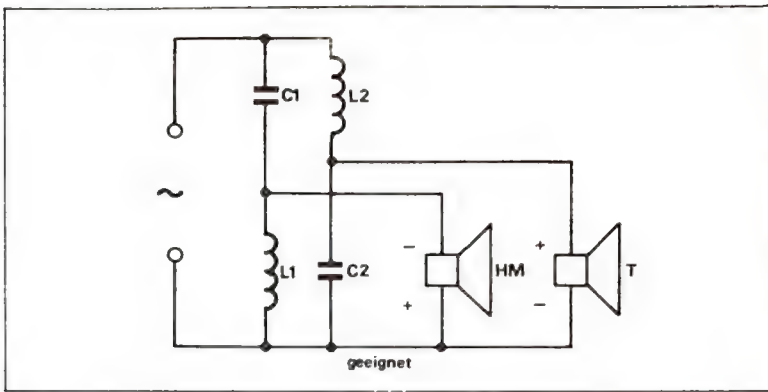 C1
L2
~
− +
L1 C2 HM T
+ −
geeignet